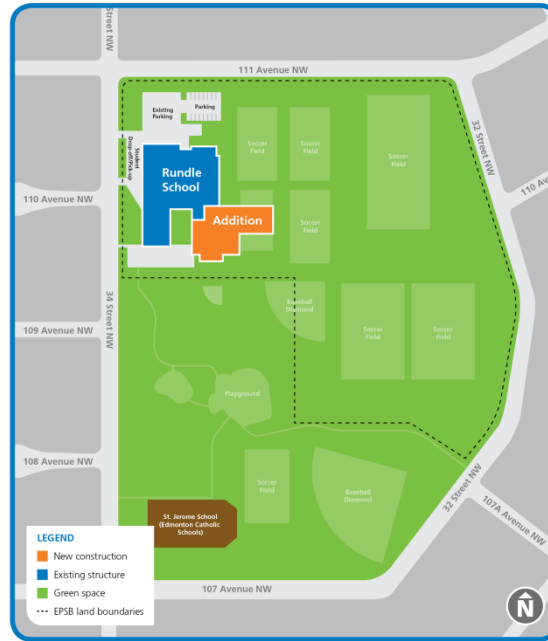 34 Street NW
32 Street NW
111 Avenue NW
Existing
Parking
Parking
Student
Drop-off/Pick-up
Soccer
Field
Soccer
Field
Soccer
Field
32 Street NW
Rundle
School
110 Avenue NW
110 Av
Addition
Soccer
Field
34 Street NW
Baseball
Diamond
109 Avenue NW
Soccer
Field
Soccer
Field
Playground
108 Avenue NW
Soccer
Field
Baseball
Diamond
32 Street NW
107A Avenue NW
St. Jerome School
(Edmonton Catholic
Schools)
LEGEND
New construction
Existing structure
Green space
EPSB land boundaries
107 Avenue NW
N